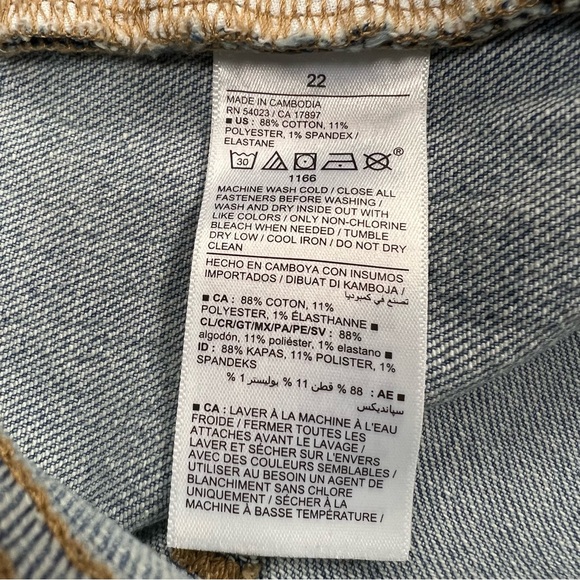 22
MADE IN CAMBODIA
RN 54023 / CA 17897
■ US : 88% COTTON, 11%
POLYESTER, 1% SPANDEX /
ELASTANE
30
®
1166
MACHINE WASH COLD / CLOSE ALL
FASTENERS BEFORE WASHING /
WASH AND DRY INSIDE OUT WITH
LIKE COLORS / ONLY NON-CHLORINE
BLEACH WHEN NEEDED / TUMBLE
DRY LOW / COOL IRON / DO NOT DRY
CLEAN
HECHO EN CAMBOYA CON INSUMOS
IMPORTADOS / DIBUAT DI KAMBOJA /
تصنع في كمبوديا
■ CA : 88% COTON, 11%
POLYESTER, 1% ÉLASTHANNE ■
CL/CR/GT/MX/PA/PE/SV : 88%
algodón, 11% poliéster, 1% elastano ■
ID : 88% KAPAS, 11% POLISTER, 1%
SPANDEKS
■ AE : 88 % قطن 11 % بوليستر 1 %
سبانديكس
■ CA : LAVER À LA MACHINE À L'EAU
FROIDE / FERMER TOUTES LES
ATTACHES AVANT LE LAVAGE /
LAVER ET SÉCHER SUR L'ENVERS
AVEC DES COULEURS SEMBLABLES /
UTILISER AU BESOIN UN AGENT DE
BLANCHIMENT SANS CHLORE
UNIQUEMENT / SÉCHER À LA
MACHINE À BASSE TEMPÉRATURE /